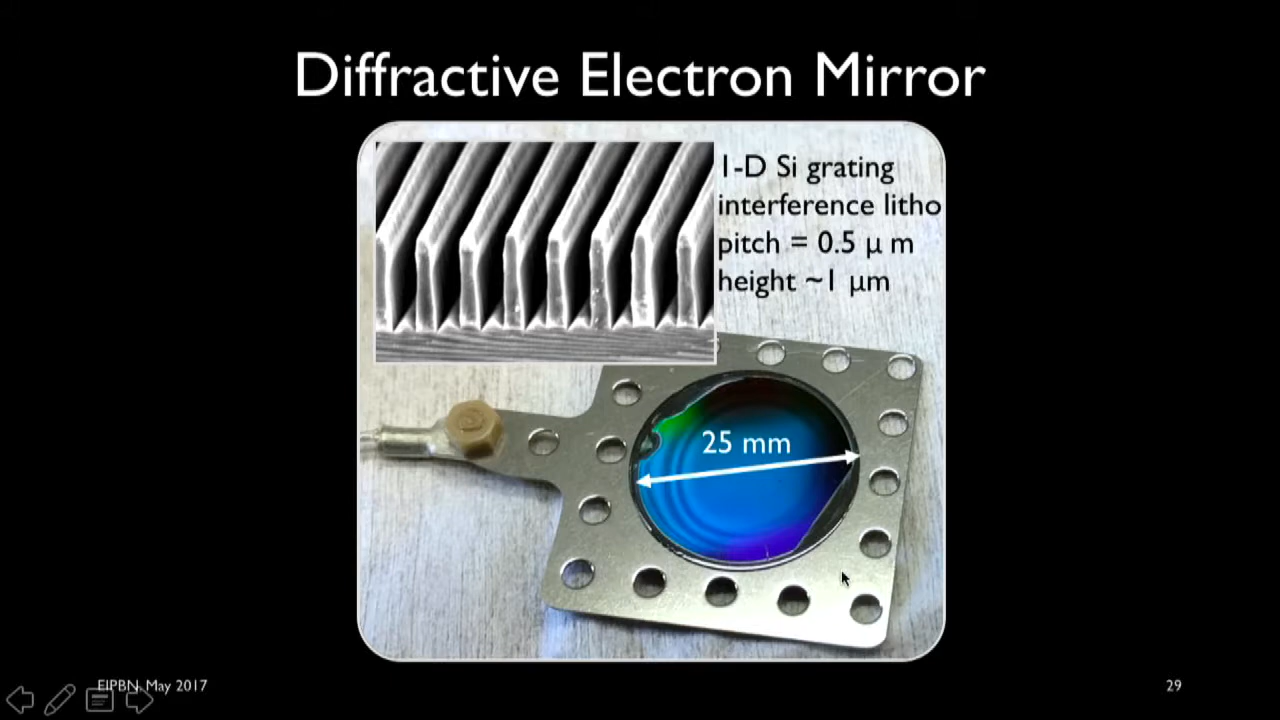 Diffractive Electron Mirror
1-D Si grating
interference litho
pitch = 0.5 µ m
height ~1 µm
25 mm
EIPBN, May 2017
29